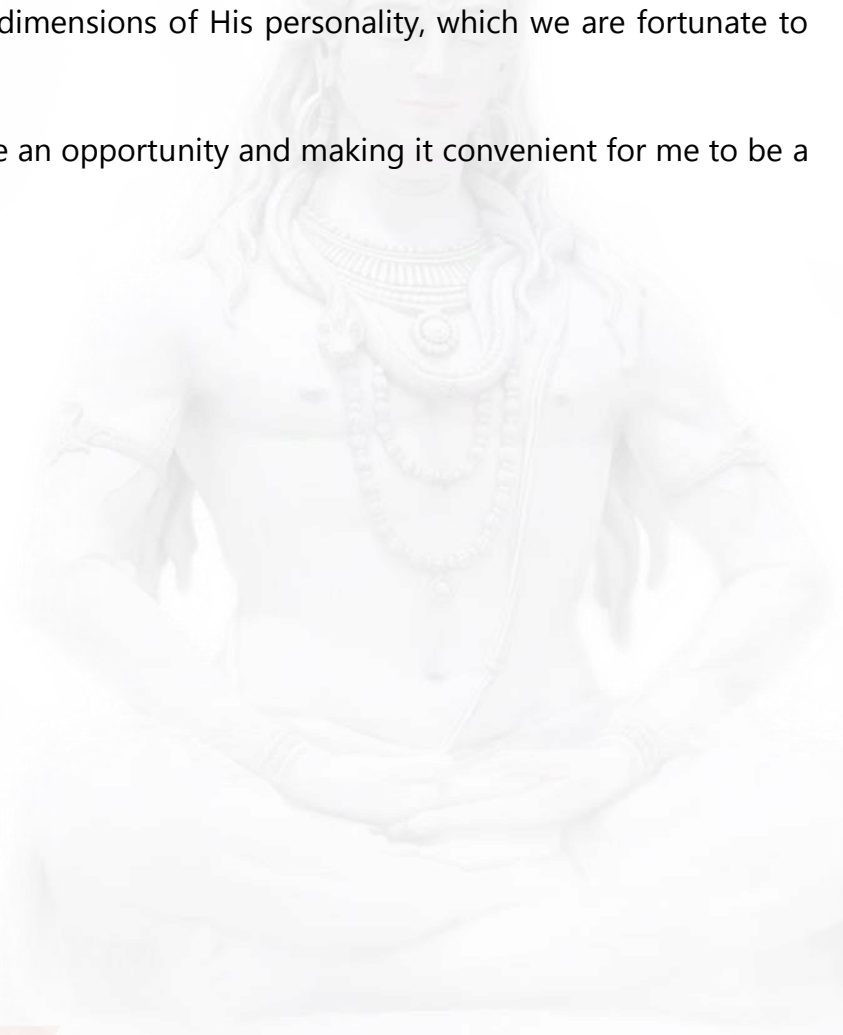 dimensions of His personality, which we are fortunate to
e an opportunity and making it convenient for me to be a